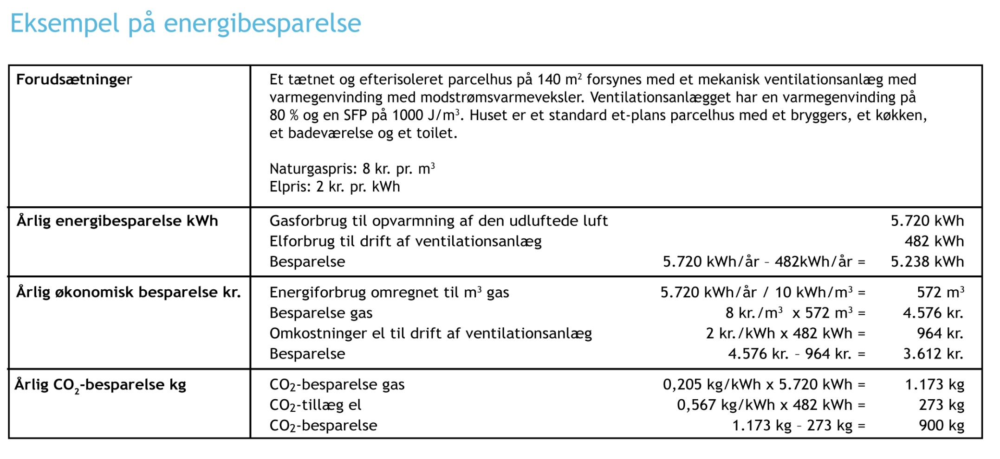 Eksempel på energibesparelse
Forudsætninger
Et tætnet og efterisoleret parcelhus på 140 m² forsynes med et mekanisk ventilationsanlæg med
varmegenvinding med modstrømsvarmeveksler. Ventilationsanlægget har en varmegenvinding på
80 % og en SFP på 1000 J/m³. Huset er et standard et-plans parcelhus med et bryggers, et køkken,
et badeværelse og et toilet.
Naturgaspris: 8 kr. pr. m³
Elpris: 2 kr. pr. kWh
Årlig energibesparelse kWh
Gasforbrug til opvarmning af den udluftede luft 5.720 kWh
Elforbrug til drift af ventilationsanlæg 482 kWh
Besparelse 5.720 kWh/år - 482kWh/år = 5.238 kWh
Årlig økonomisk besparelse kr.
Energiforbrug omregnet til m³ gas 5.720 kWh/år / 10 kWh/m³ = 572 m³
Besparelse gas 8 kr./m³ x 572 m³ = 4.576 kr.
Omkostninger el til drift af ventilationsanlæg 2 kr./kWh x 482 kWh = 964 kr.
Besparelse 4.576 kr. - 964 kr. = 3.612 kr.
Årlig CO₂-besparelse kg
CO₂-besparelse gas 0,205 kg/kWh x 5.720 kWh = 1.173 kg
CO₂-tillæg el 0,567 kg/kWh x 482 kWh = 273 kg
CO₂-besparelse 1.173 kg - 273 kg = 900 kg